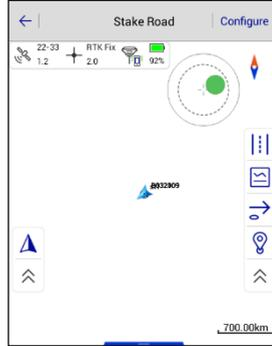 Stake Road
Configure
22-33
1.2
RTK Fix
2.0
92%
700.00km